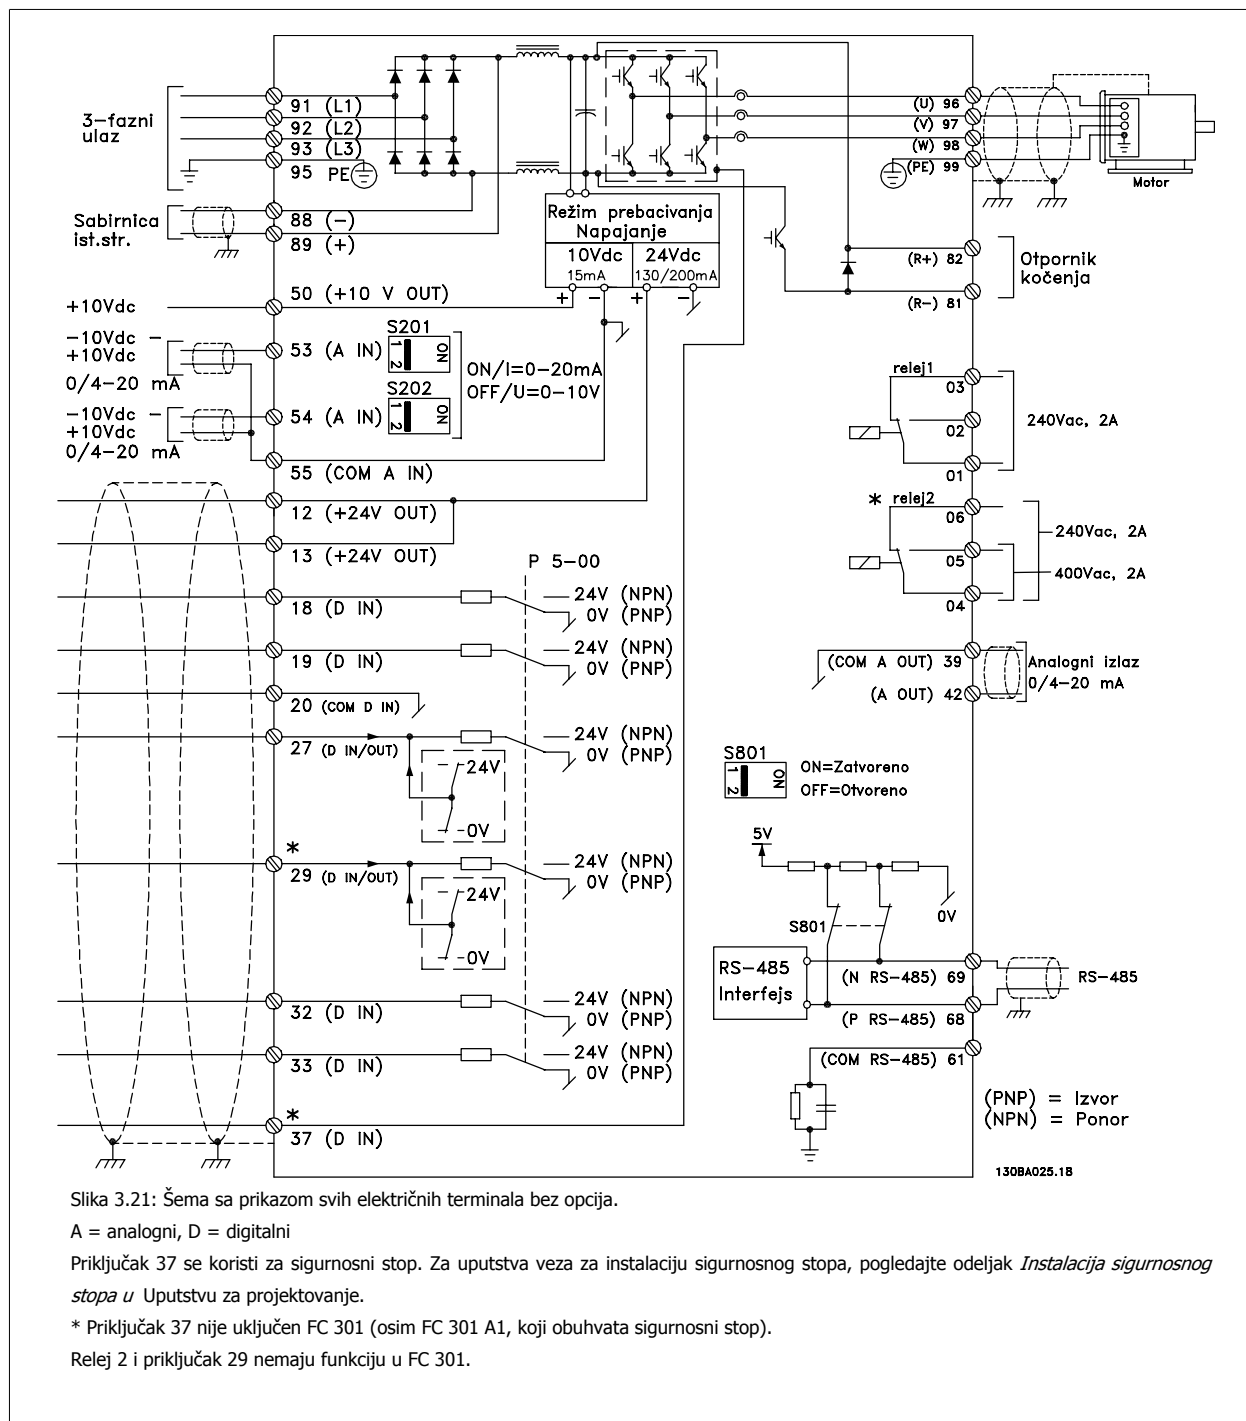 3-fazni
ulaz
91 (L1)
92 (L2)
93 (L3)
95 PE
Sabirnica
ist.str.
88 (-)
89 (+)
Režim prebacivanja
Napajanje
10Vdc
15mA
24Vdc
130/200mA
+ - + -
(U) 96
(V) 97
(W) 98
(PE) 99
Motor
(R+) 82
(R-) 81
Otpornik
kočenja
+10Vdc
50 (+10 V OUT)
-10Vdc -
+10Vdc
0/4-20 mA
53 (A IN)
S201
ON
1 2
-10Vdc -
+10Vdc
0/4-20 mA
54 (A IN)
S202
ON
1 2
ON/I=0-20mA
OFF/U=0-10V
55 (COM A IN)
12 (+24V OUT)
13 (+24V OUT)
P 5-00
18 (D IN)
24V (NPN)
0V (PNP)
19 (D IN)
24V (NPN)
0V (PNP)
20 (COM D IN)
27 (D IN/OUT)
24V (NPN)
0V (PNP)
24V
0V
*
29 (D IN/OUT)
24V (NPN)
0V (PNP)
24V
0V
32 (D IN)
24V (NPN)
0V (PNP)
33 (D IN)
24V (NPN)
0V (PNP)
*
37 (D IN)
relej1
03
02
01
240Vac, 2A
* relej2
06
05
04
240Vac, 2A
400Vac, 2A
(COM A OUT) 39
(A OUT) 42
Analogni izlaz
0/4-20 mA
S801
ON
1 2
ON=Zatvoreno
OFF=Otvoreno
5V
0V
S801
RS-485
Interfejs
(N RS-485) 69
(P RS-485) 68
RS-485
(COM RS-485) 61
(PNP) = Izvor
(NPN) = Ponor
130BA025.18
Slika 3.21: Šema sa prikazom svih električnih terminala bez opcija.
A = analogni, D = digitalni
Priključak 37 se koristi za sigurnosni stop. Za uputstva veza za instalaciju sigurnosnog stopa, pogledajte odeljak Instalacija sigurnosnog
stopa u Uputstvu za projektovanje.
* Priključak 37 nije uključen FC 301 (osim FC 301 A1, koji obuhvata sigurnosni stop).
Relej 2 i priključak 29 nemaju funkciju u FC 301.